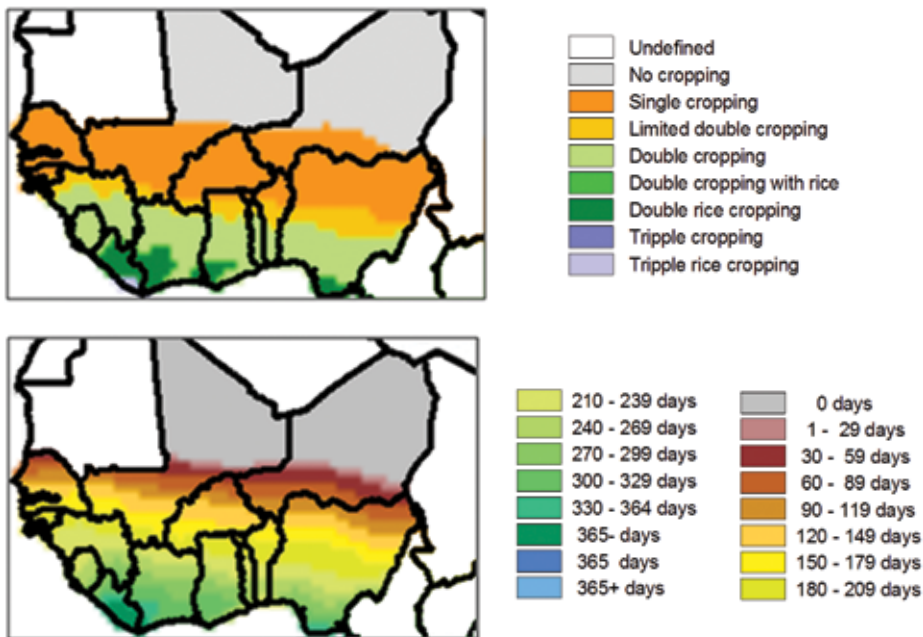 Undefined
No cropping
Single cropping
Limited double cropping
Double cropping
Double cropping with rice
Double rice cropping
Tripple cropping
Tripple rice cropping
210 - 239 days
240 - 269 days
270 - 299 days
300 - 329 days
330 - 364 days
365- days
365 days
365+ days
0 days
1 - 29 days
30 - 59 days
60 - 89 days
90 - 119 days
120 - 149 days
150 - 179 days
180 - 209 days